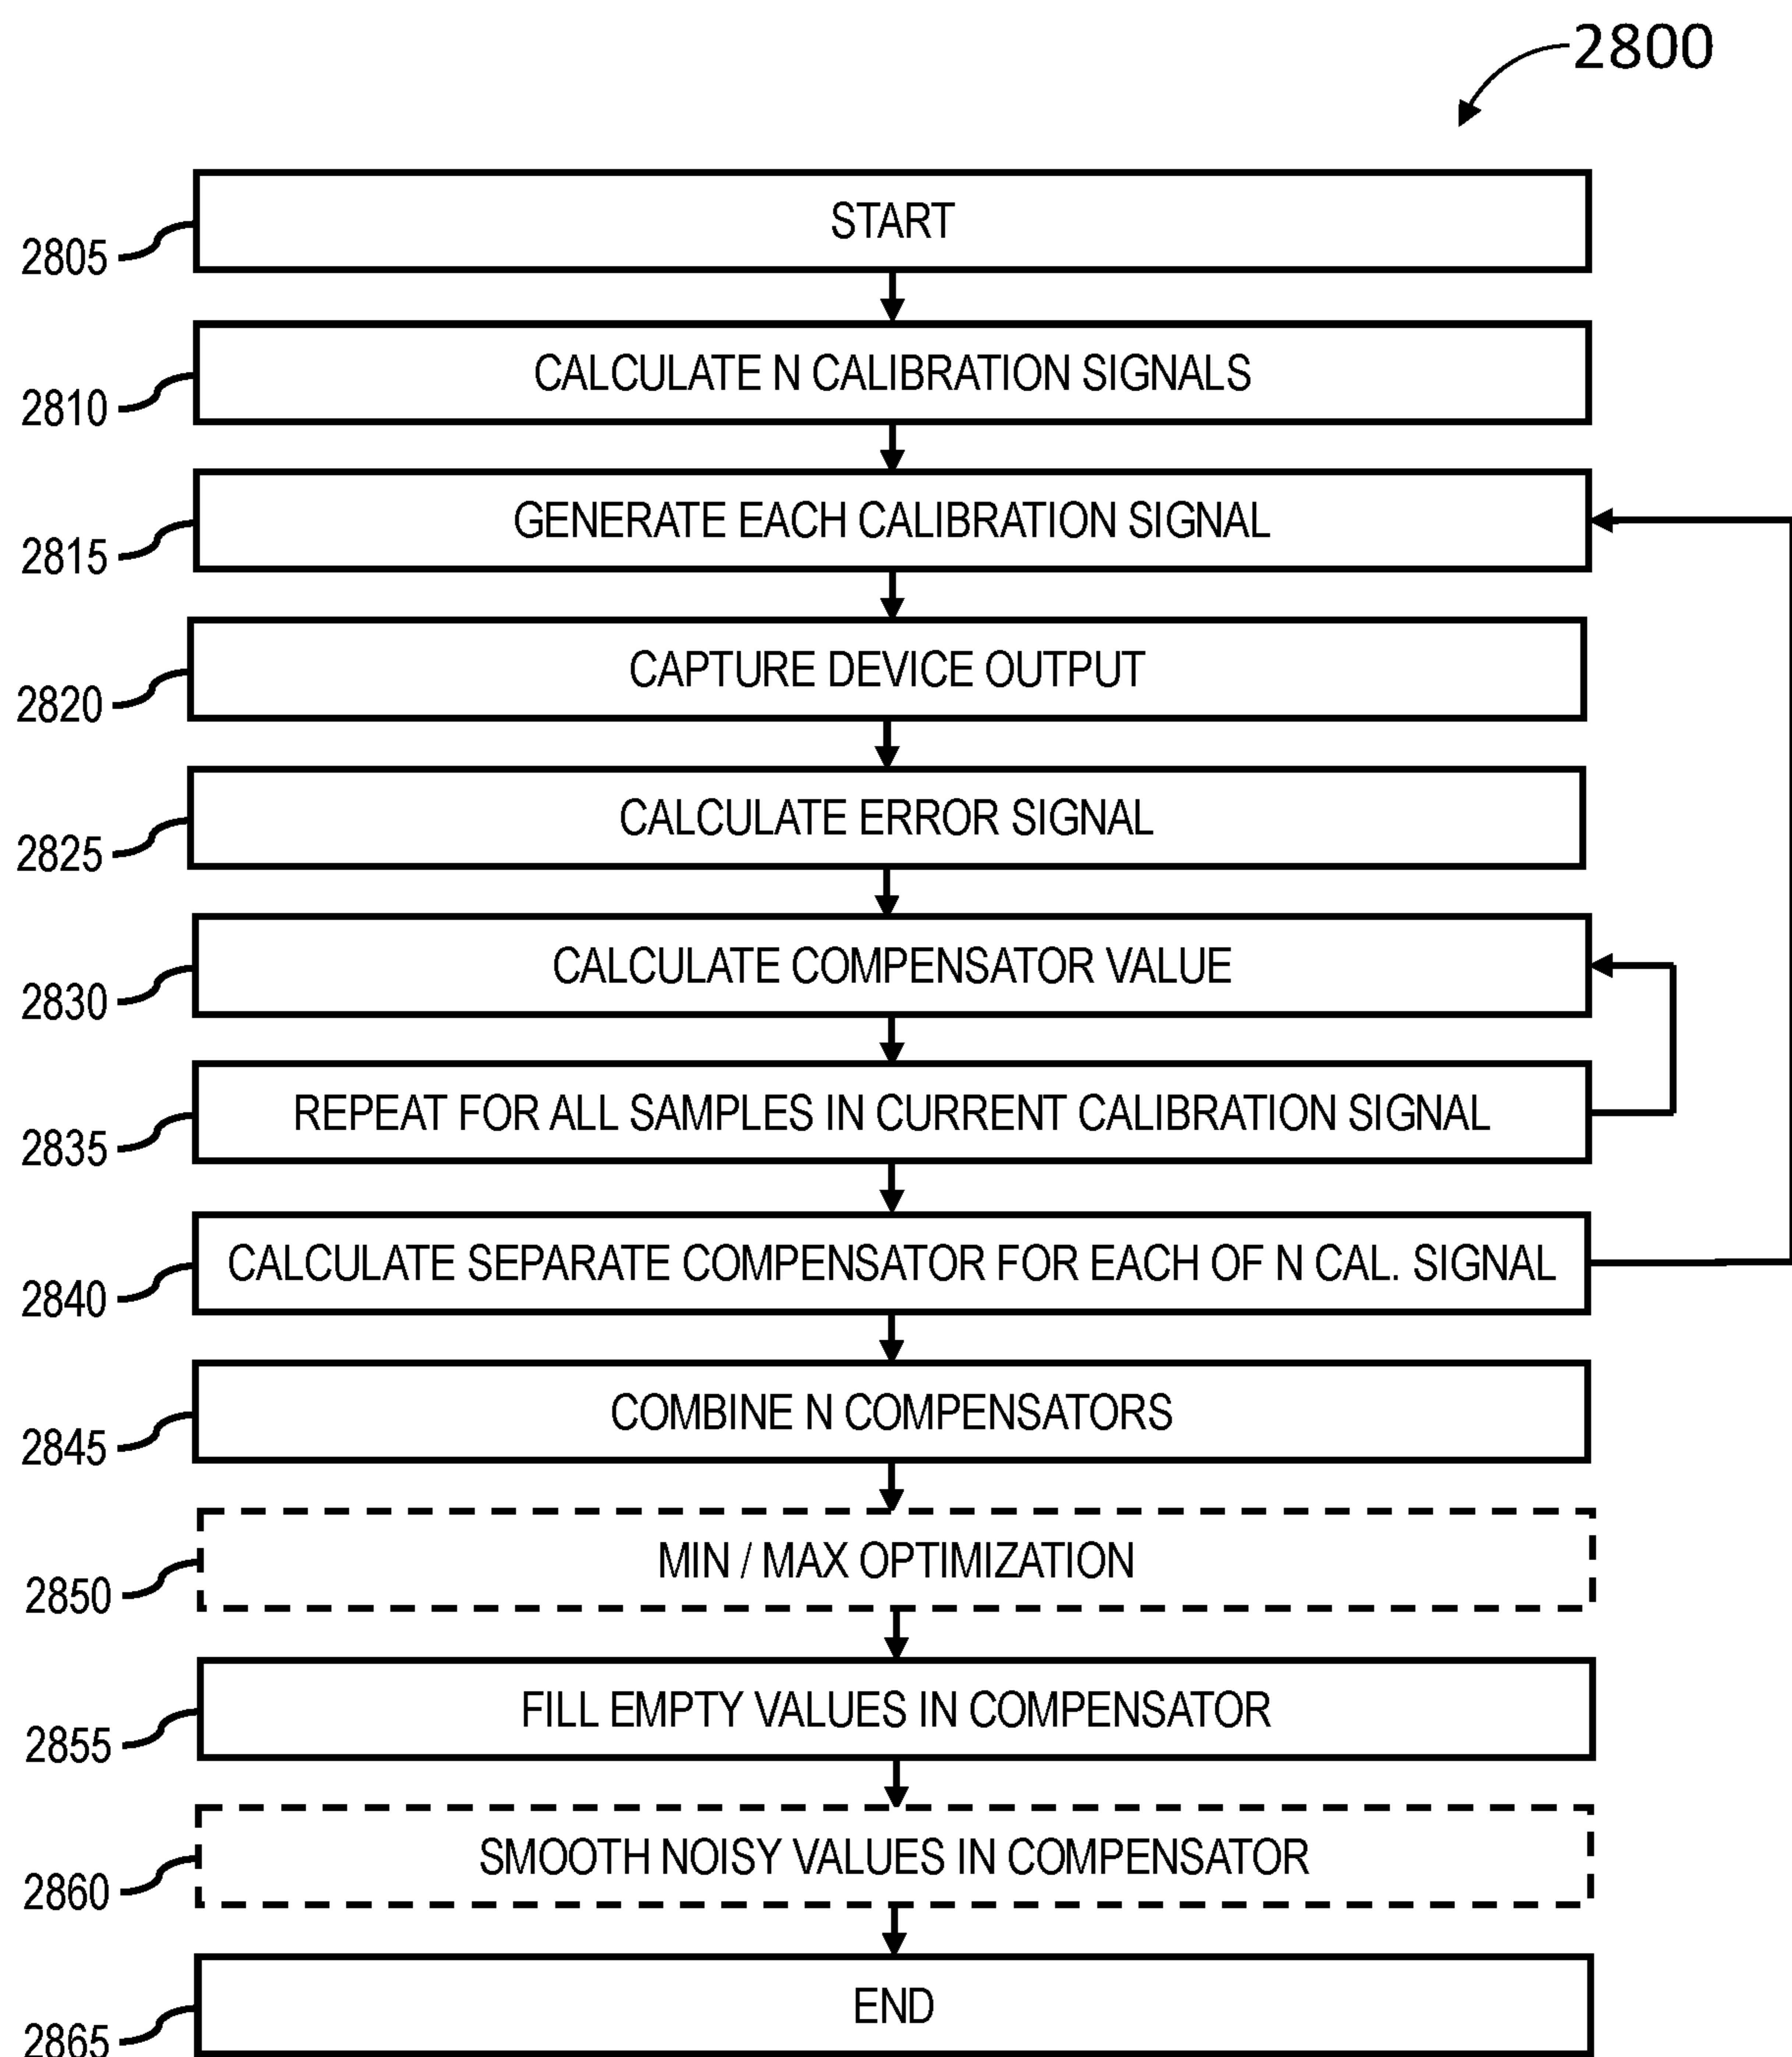 2800
START
2805
CALCULATE N CALIBRATION SIGNALS
2810
GENERATE EACH CALIBRATION SIGNAL
2815
CAPTURE DEVICE OUTPUT
2820
CALCULATE ERROR SIGNAL
2825
CALCULATE COMPENSATOR VALUE
2830
REPEAT FOR ALL SAMPLES IN CURRENT CALIBRATION SIGNAL
2835
CALCULATE SEPARATE COMPENSATOR FOR EACH OF N CAL. SIGNAL
2840
COMBINE N COMPENSATORS
2845
MIN / MAX OPTIMIZATION
2850
FILL EMPTY VALUES IN COMPENSATOR
2855
SMOOTH NOISY VALUES IN COMPENSATOR
2860
END
2865